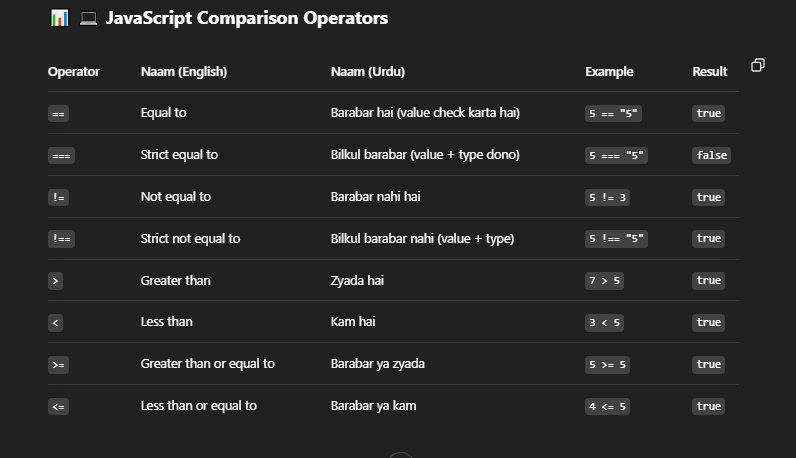 📊 💻 JavaScript Comparison Operators
Operator Naam (English) Naam (Urdu) Example Result
== Equal to Barabar hai (value check karta hai) 5 == "5" true
=== Strict equal to Bilkul barabar (value + type dono) 5 === "5" false
!= Not equal to Barabar nahi hai 5 != 3 true
!== Strict not equal to Bilkul barabar nahi (value + type) 5 !== "5" true
> Greater than Zyada hai 7 > 5 true
< Less than Kam hai 3 < 5 true
>= Greater than or equal to Barabar ya zyada 5 >= 5 true
<= Less than or equal to Barabar ya kam 4 <= 5 true